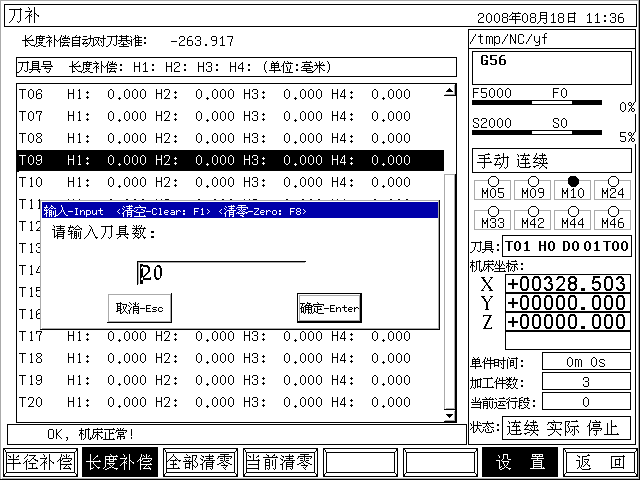 刀补
2008年08月18日 11:36
长度补偿自动对刀基准: -263.917
刀具号 长度补偿: H1: H2: H3: H4: (单位:毫米)
T06 H1: 0.000 H2: 0.000 H3: 0.000 H4: 0.000
T07 H1: 0.000 H2: 0.000 H3: 0.000 H4: 0.000
T08 H1: 0.000 H2: 0.000 H3: 0.000 H4: 0.000
T09 H1: 0.000 H2: 0.000 H3: 0.000 H4: 0.000
T10 H1: 0.000 H2: 0.000 H3: 0.000 H4: 0.000
T12
T13
T14
T15
T16
输入-Input <清空-Clear: F1> <清零-Zero: F8>
请输入刀具数:
20
取消-Esc
确定-Enter
T17 H1: 0.000 H2: 0.000 H3: 0.000 H4: 0.000
T18 H1: 0.000 H2: 0.000 H3: 0.000 H4: 0.000
T19 H1: 0.000 H2: 0.000 H3: 0.000 H4: 0.000
T20 H1: 0.000 H2: 0.000 H3: 0.000 H4: 0.000
OK, 机床正常!
/tmp/NC/yf
G56
F5000 F0
0%
S2000 S0
5%
手动 连续
M05 M09 M10 M24
M33 M42 M44 M46
刀具: T01 H0 D0 01T00
机床坐标:
X +00328.503
Y +00000.000
Z +00000.000
单件时间: 0m 0s
加工件数: 3
当前运行段: 0
状态: 连续 实际 停止
半径补偿 长度补偿 全部清零 当前清零 设 置 返 回